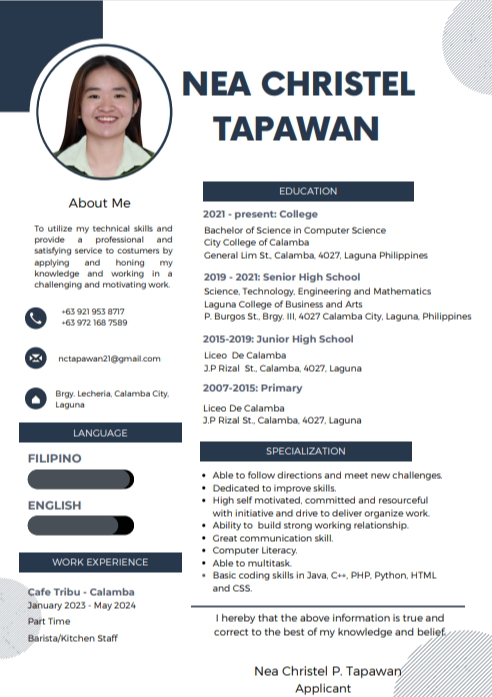 NEA CHRISTEL
TAPAWAN
About Me
To utilize my technical skills and
provide a professional and
satisfying service to costumers by
applying and honing my
knowledge and working in a
challenging and motivating work.
+63 921 953 8717
+63 972 168 7589
nctapawan21@gmail.com
Brgy. Lecheria, Calamba City,
Laguna
LANGUAGE
FILIPINO
ENGLISH
WORK EXPERIENCE
Cafe Tribu - Calamba
January 2023 - May 2024
Part Time
Barista/Kitchen Staff
EDUCATION
2021 - present: College
Bachelor of Science in Computer Science
City College of Calamba
General Lim St., Calamba, 4027, Laguna Philippines
2019 - 2021: Senior High School
Science, Technology, Engineering and Mathematics
Laguna College of Business and Arts
P. Burgos St., Brgy. III, 4027 Calamba City, Laguna, Philippines
2015-2019: Junior High School
Liceo De Calamba
J.P Rizal St., Calamba, 4027, Laguna
2007-2015: Primary
Liceo De Calamba
J.P Rizal St., Calamba, 4027, Laguna
SPECIALIZATION
• Able to follow directions and meet new challenges.
• Dedicated to improve skills.
• High self motivated, committed and resourceful
with initiative and drive to deliver organize work.
• Ability to build strong working relationship.
• Great communication skill.
• Computer Literacy.
• Able to multitask.
• Basic coding skills in Java, C++, PHP, Python, HTML
and CSS.
I hereby that the above information is true and
correct to the best of my knowledge and belief.
Nea Christel P. Tapawan
Applicant